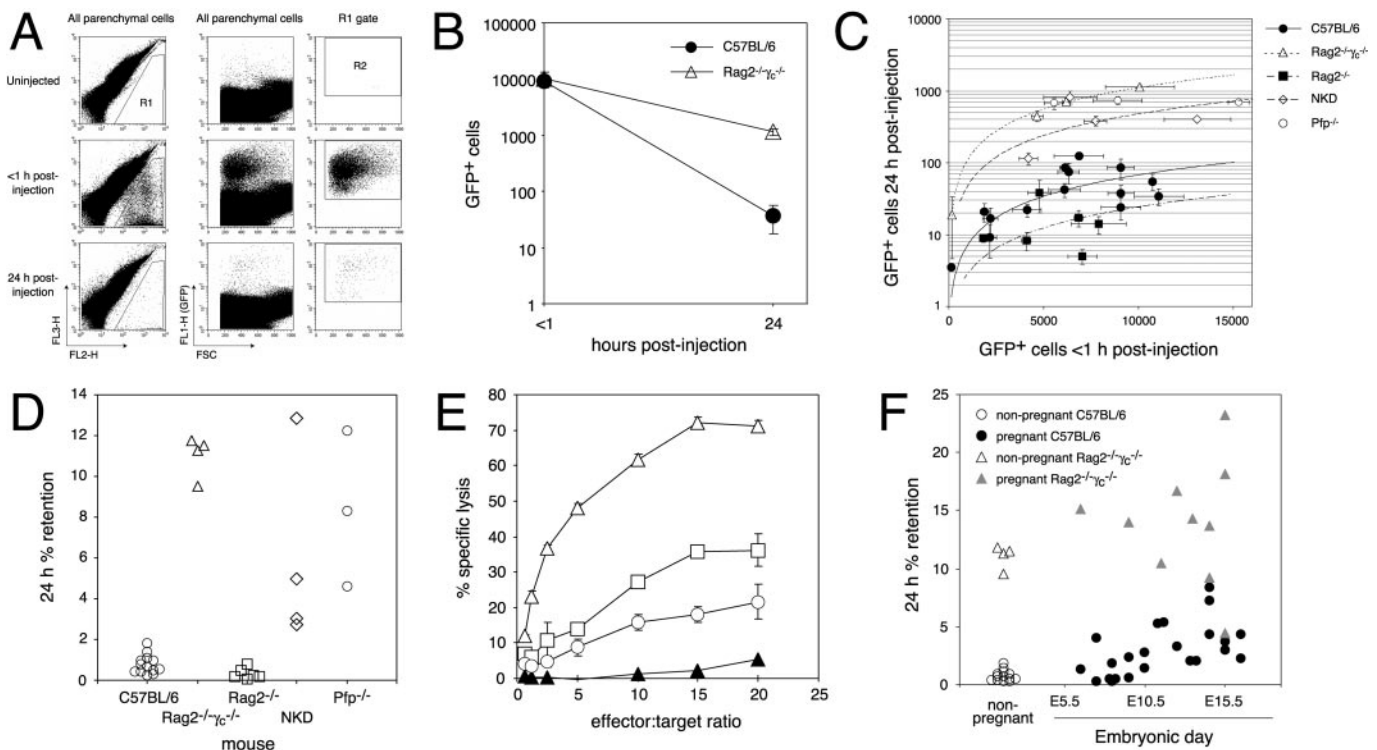 A
All parenchymal cells
All parenchymal cells
R1 gate
Uninjected
R1
R2
<1 h post-
injection
24 h post-
injection
FL3-H
FL2-H
FL1-H (GFP)
FSC
B
GFP+ cells
100000
10000
1000
100
10
1
<1
24
hours post-injection
C57BL/6
Rag2-/-γc-/-
C
GFP+ cells 24 h post-injection
10000
1000
100
10
1
0
5000
10000
15000
GFP+ cells <1 h post-injection
C57BL/6
Rag2-/-γc-/-
Rag2-/-
NKD
Pfp-/-
D
24 h % retention
14
12
10
8
6
4
2
0
C57BL/6
Rag2-/-γc-/-
Rag2-/-
NKD
Pfp-/-
mouse
E
% specific lysis
80
70
60
50
40
30
20
10
0
0
5
10
15
20
25
effector:target ratio
F
24 h % retention
25
20
15
10
5
0
non-pregnant C57BL/6
pregnant C57BL/6
non-pregnant Rag2-/-γc-/-
pregnant Rag2-/-γc-/-
non-
pregnant
E5.5
E10.5
E15.5
Embryonic day